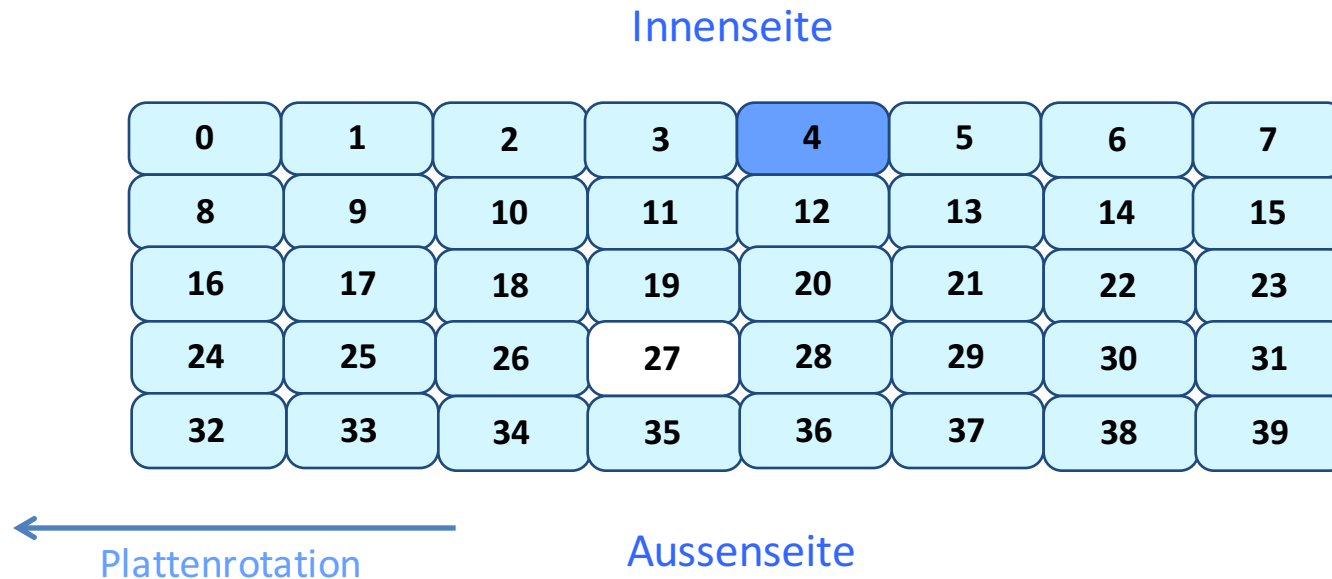 Innenseite
0 1 2 3 4 5 6 7
8 9 10 11 12 13 14 15
16 17 18 19 20 21 22 23
24 25 26 27 28 29 30 31
32 33 34 35 36 37 38 39
Plattenrotation
Aussenseite